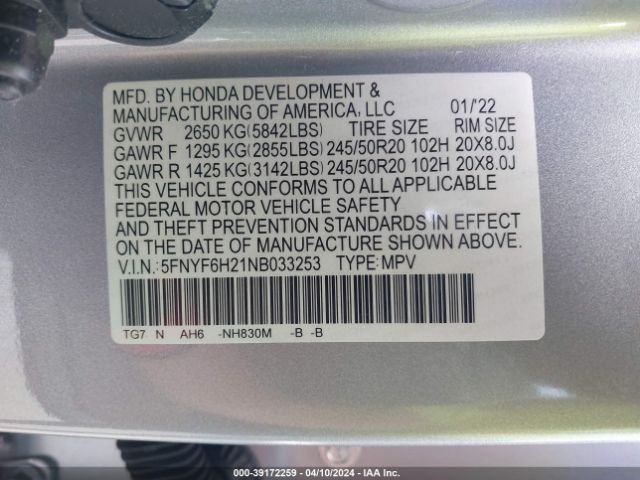 MFD. BY HONDA DEVELOPMENT &
MANUFACTURING OF AMERICA, LLC 01/'22
GVWR 2650 KG(5842LBS) TIRE SIZE RIM SIZE
GAWR F 1295 KG(2855LBS) 245/50R20 102H 20X8.0J
GAWR R 1425 KG(3142LBS) 245/50R20 102H 20X8.0J
THIS VEHICLE CONFORMS TO ALL APPLICABLE
FEDERAL MOTOR VEHICLE SAFETY
AND THEFT PREVENTION STANDARDS IN EFFECT
ON THE DATE OF MANUFACTURE SHOWN ABOVE.
V.I.N.: 5FNYF6H21NB033253 TYPE: MPV
TG7 N AH6 -NH830M -B -B
000-39172259 - 04/10/2024 - IAA Inc.